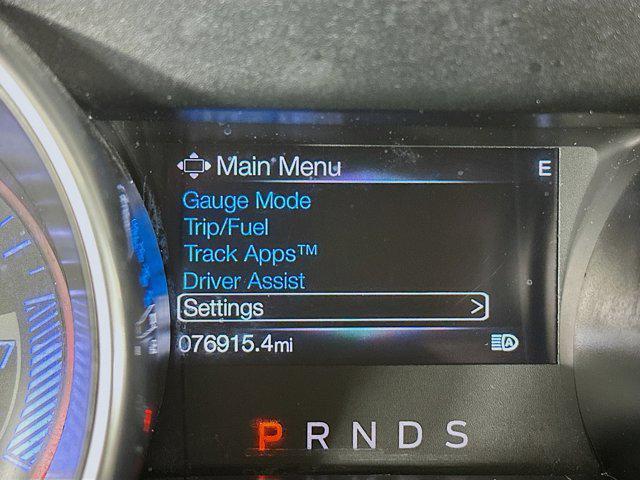 Main Menu E
Gauge Mode
Trip/Fuel
Track Apps™
Driver Assist
Settings >
076915.4mi
P R N D S